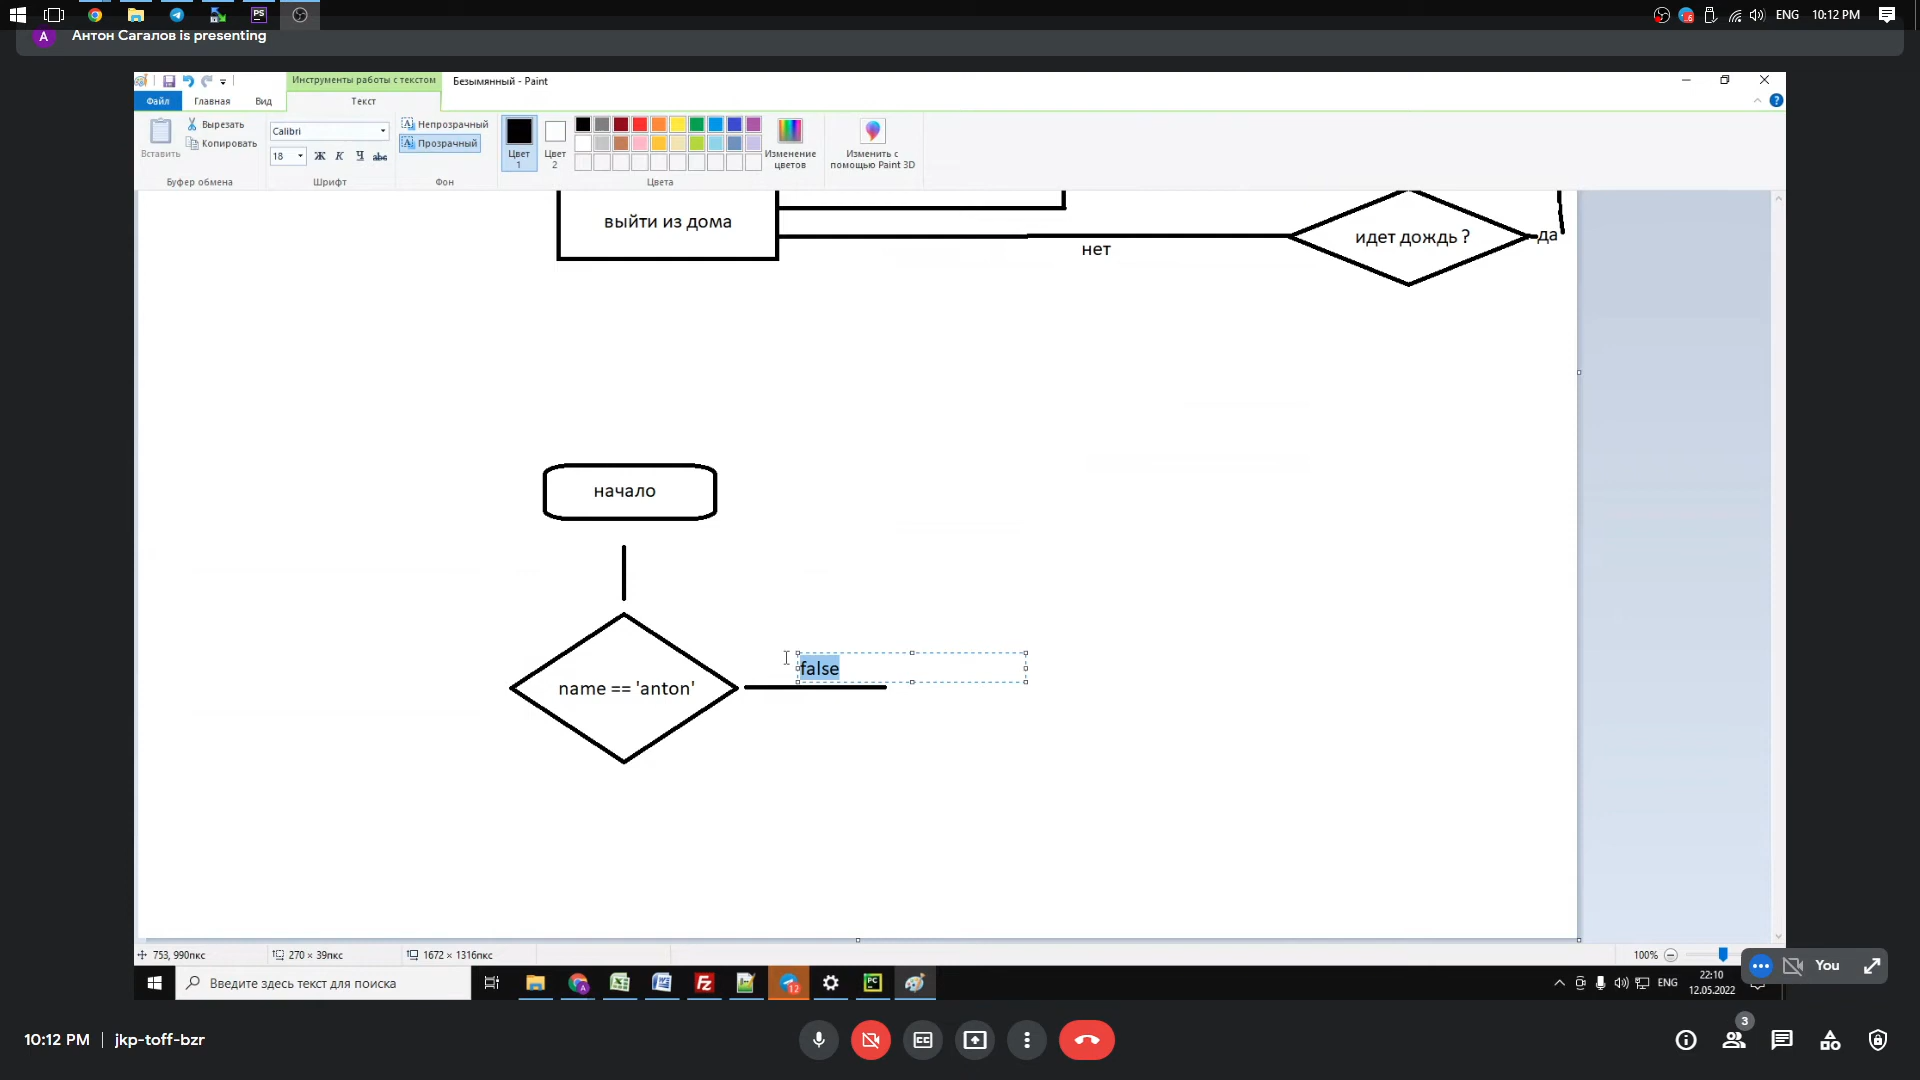 ENG
10:12 PM
A
Антон Сагалов is presenting
Инструменты работы с текстом
Безымянный - Paint
Файл
Главная
Вид
Текст
Вставить
Вырезать
Копировать
Буфер обмена
Calibri
18
Ж
К
Ч
abc
Шрифт
Непрозрачный
Прозрачный
Фон
Цвет
1
Цвет
2
Изменение
цветов
Цвета
Изменить с
помощью Paint 3D
выйти из дома
нет
идет дождь ?
да
начало
false
name == 'anton'
753, 990пкс
270 × 39пкс
1672 × 1316пкс
100%
You
Введите здесь текст для поиска
12
ENG
22:10
12.05.2022
10:12 PM
jkp-toff-bzr
3